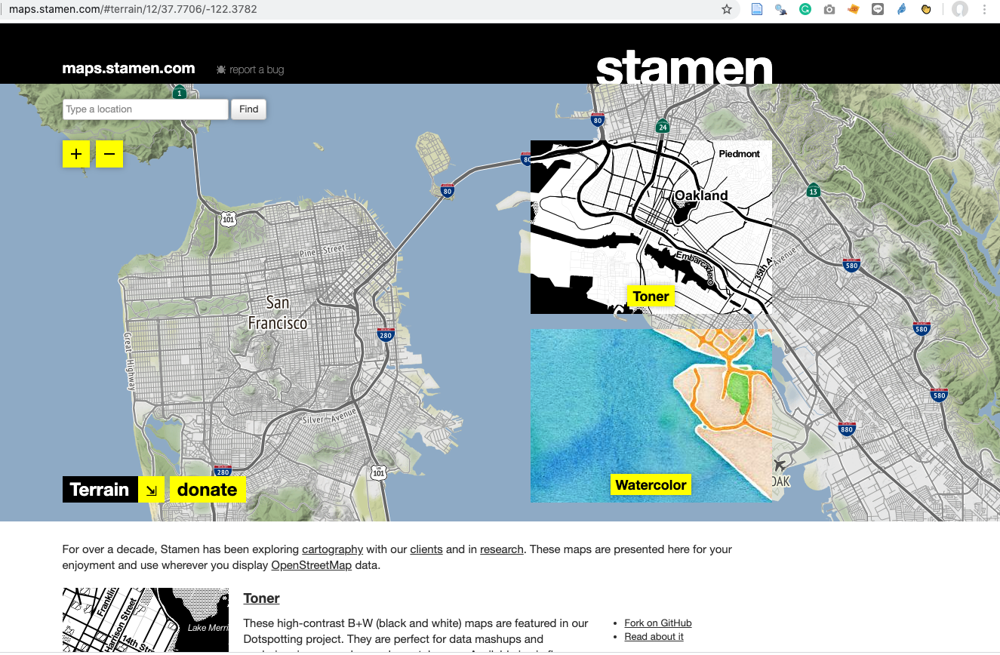 maps.stamen.com/#terrain/12/37.7706/-122.3782
maps.stamen.com
report a bug
stamen
Type a location
Find
+
−
1
80
24
80
80
13
101
Piedmont
Oakland
Pine Street
Embarcadero
35th A
Avenue
580
Toner
San
Francisco
Great Highway
280
580
580
Silver Avenue
880
280
101
OAK
Terrain
donate
Watercolor
For over a decade, Stamen has been exploring cartography with our clients and in research. These maps are presented here for your
enjoyment and use wherever you display OpenStreetMap data.
Franklin
Harrison Street
14th Str
Lake Merri
Toner
These high-contrast B+W (black and white) maps are featured in our
Dotspotting project. They are perfect for data mashups and
Fork on GitHub
Read about it